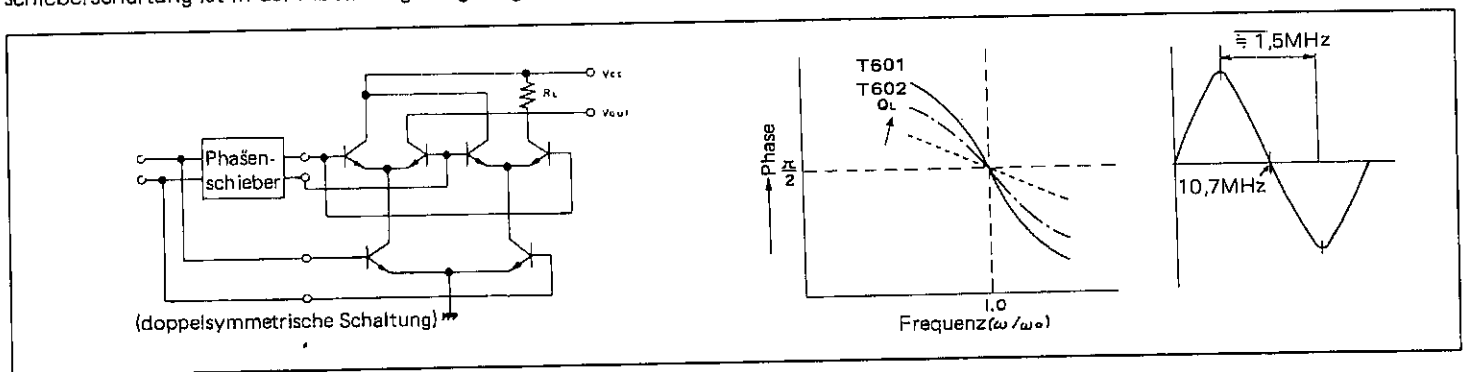 Vcc
RL
Vout
Phasen-
schieber
(doppelsymmetrische Schaltung)
T601
T602
QL
Phase
π/2
1.0
Frequenz(ω/ω₀)
≒ 1,5MHz
10,7MHz